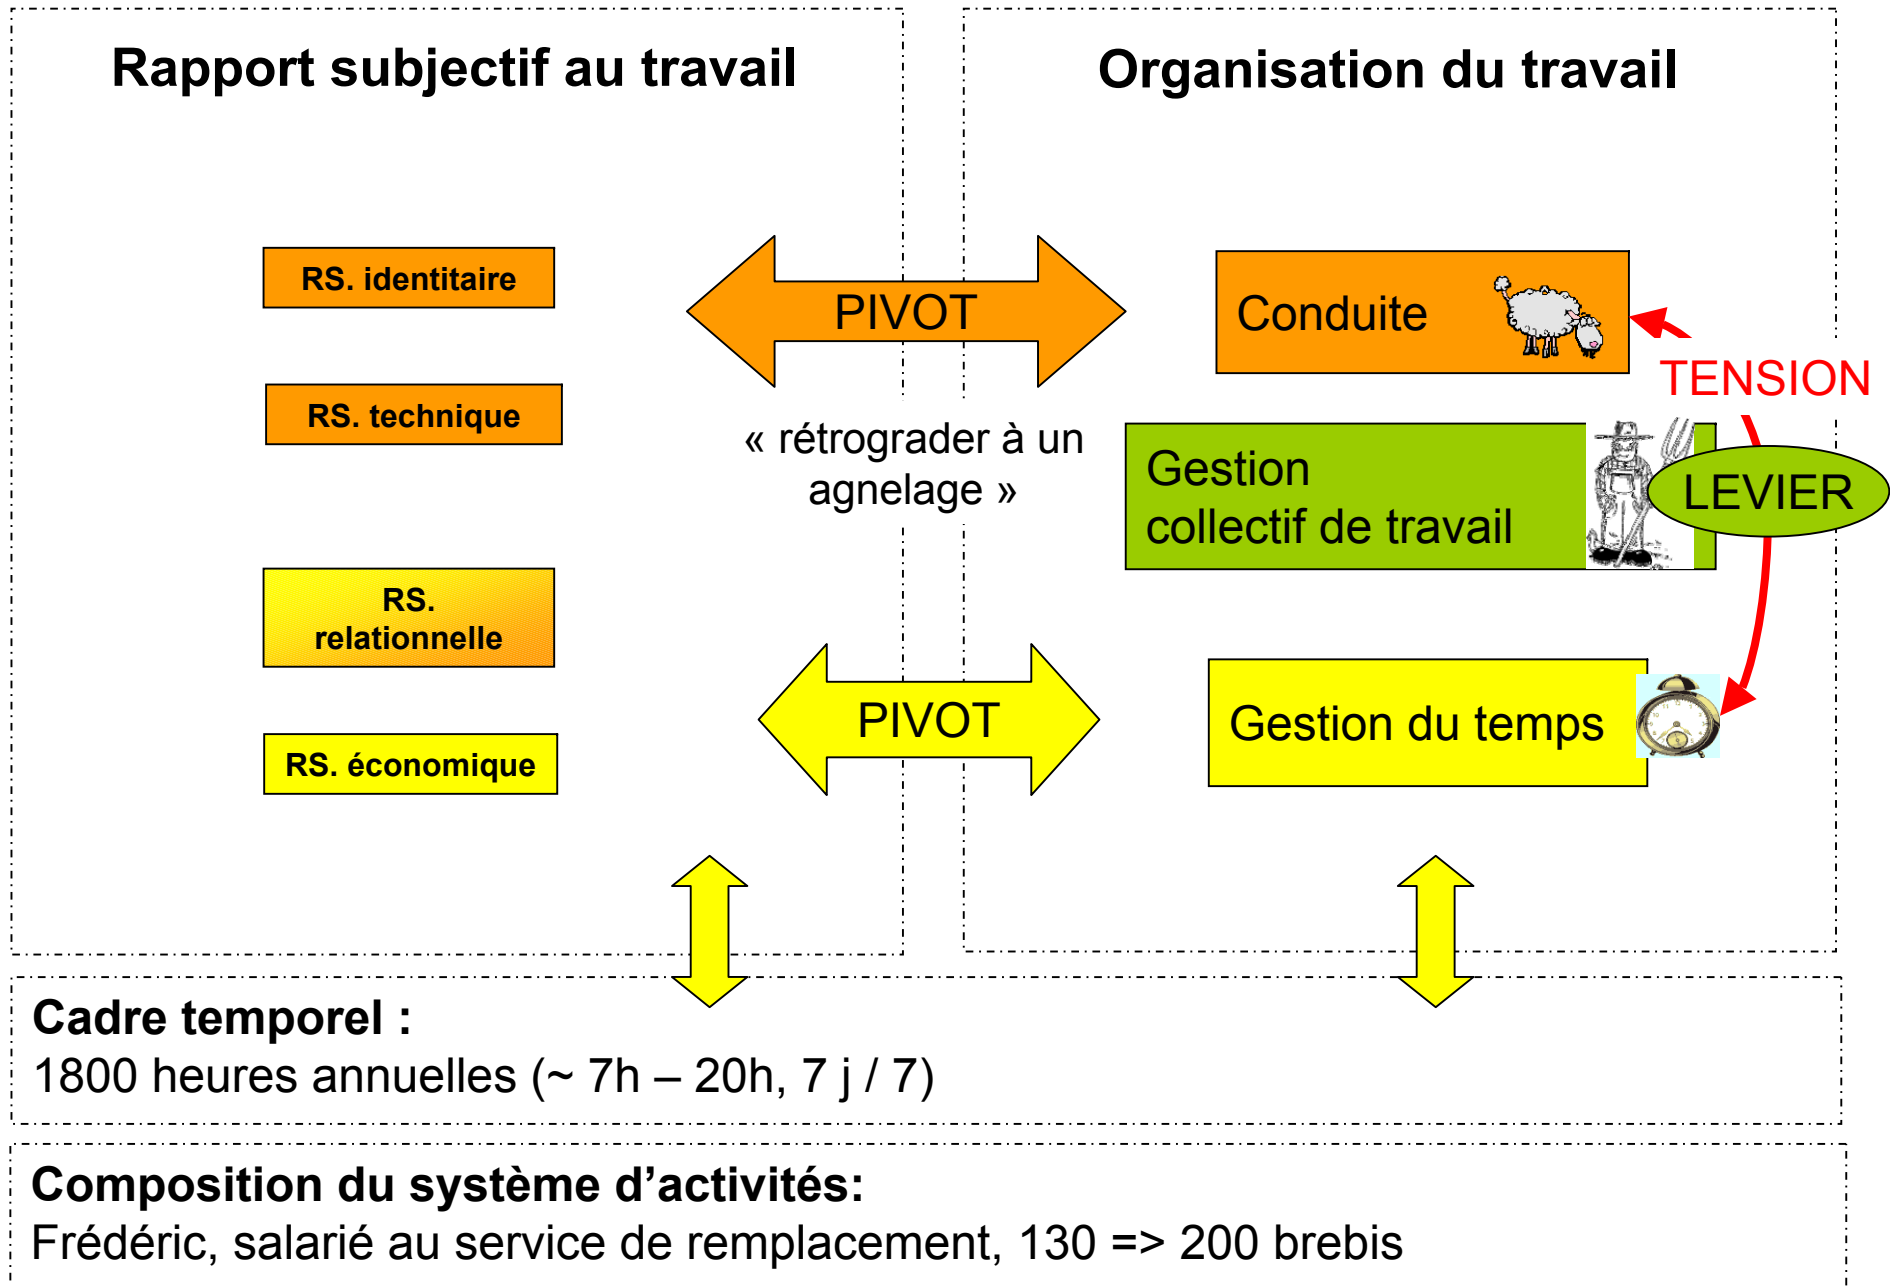 Rapport subjectif au travail
Organisation du travail
RS. identitaire
PIVOT
Conduite
TENSION
RS. technique
« rétrograder à un
agnelage »
Gestion
collectif de travail
LEVIER
RS.
relationnelle
PIVOT
Gestion du temps
RS. économique
Cadre temporel :
1800 heures annuelles (~ 7h – 20h, 7 j / 7)
Composition du système d’activités:
Frédéric, salarié au service de remplacement, 130 => 200 brebis